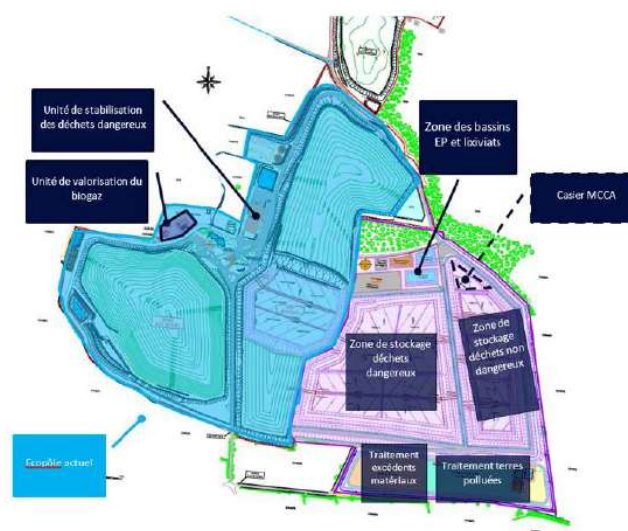 Unité de stabilisation
des déchets dangereux
Unité de valorisation du
biogaz
Zone des bassins
EP et lixiviats
Casier MCCA
Zone de stockage
déchets
dangereux
Zone de
stockage
déchets non
dangereux
Ecopôle actuel
Traitement
excédents
matériaux
Traitement terres
polluées